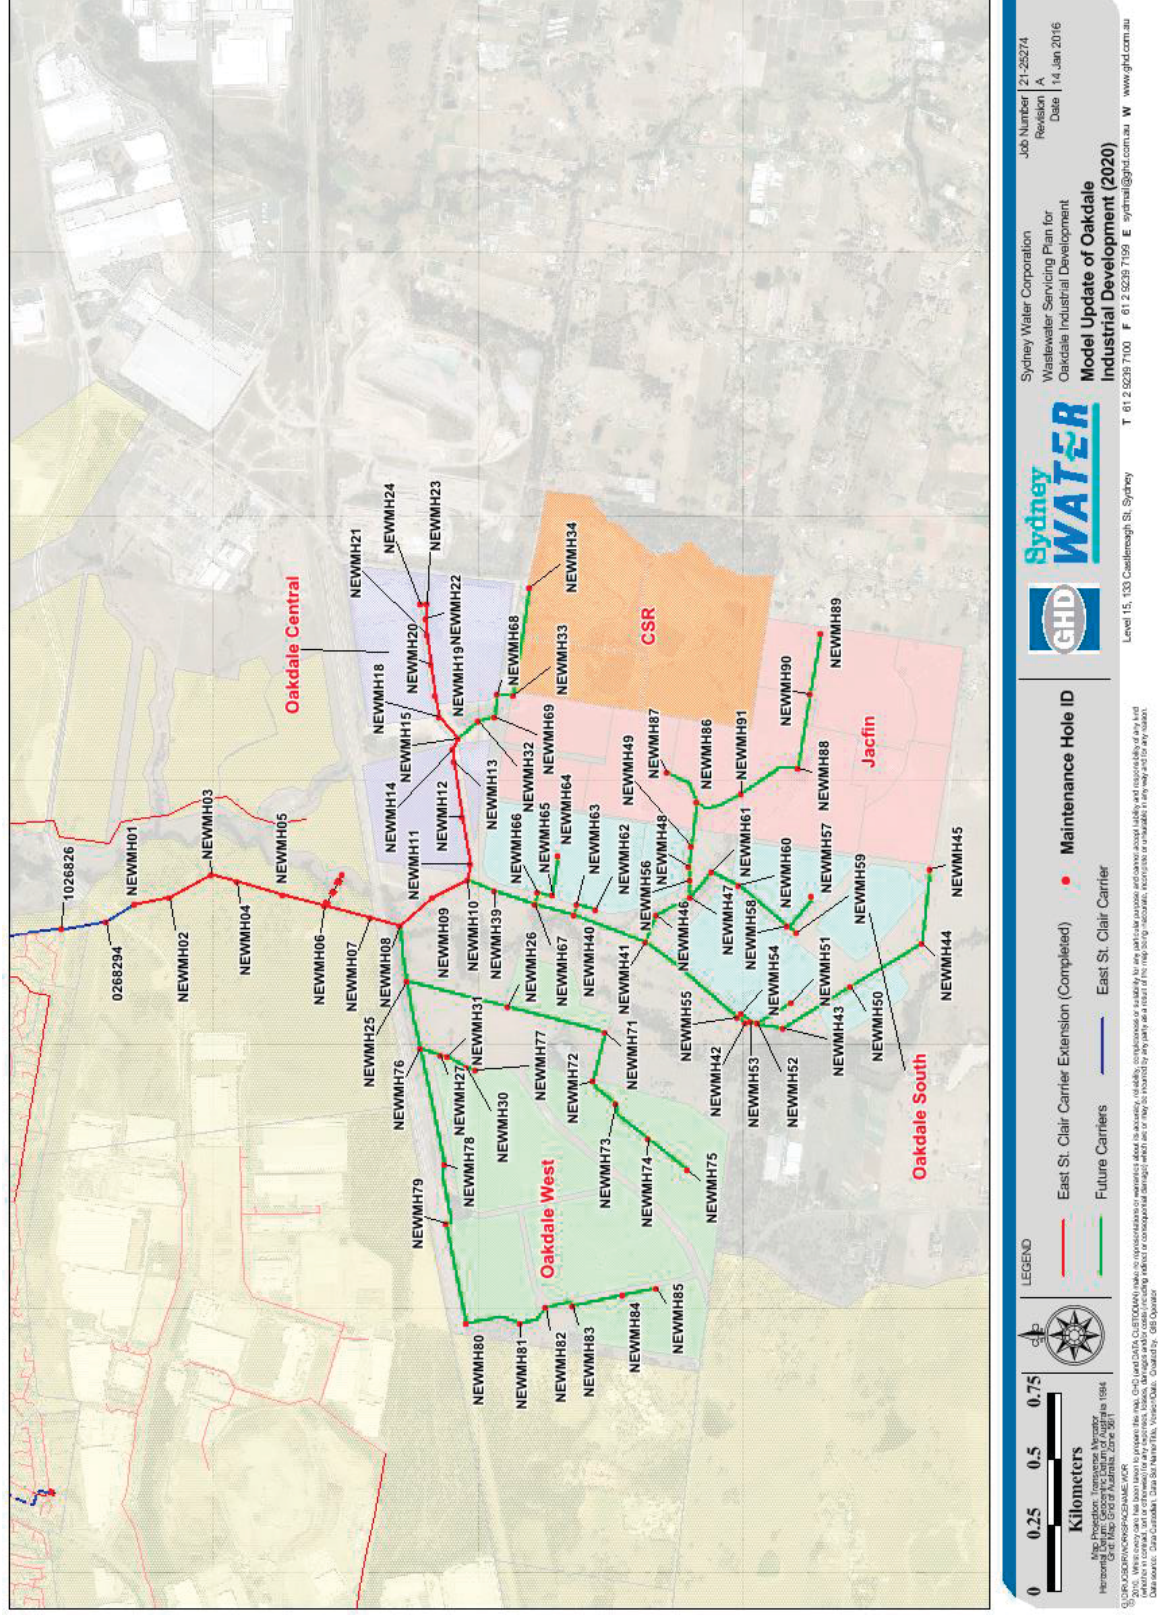 1026826
0268294
NEWMH01
NEWMH02
NEWMH03
NEWMH04
NEWMH05
NEWMH06
NEWMH07
NEWMH08
NEWMH09
NEWMH10
NEWMH11
NEWMH12
NEWMH13
NEWMH14
NEWMH15
NEWMH18
NEWMH19
NEWMH20
NEWMH21
NEWMH22
NEWMH23
NEWMH24
Oakdale Central
NEWMH25
NEWMH26
NEWMH27
NEWMH30
NEWMH31
NEWMH32
NEWMH33
NEWMH34
NEWMH68
NEWMH69
CSR
NEWMH39
NEWMH40
NEWMH41
NEWMH42
NEWMH43
NEWMH44
NEWMH45
NEWMH46
NEWMH47
NEWMH48
NEWMH49
NEWMH50
NEWMH51
NEWMH52
NEWMH53
NEWMH54
NEWMH55
NEWMH56
NEWMH57
NEWMH58
NEWMH59
NEWMH60
NEWMH61
NEWMH62
NEWMH63
NEWMH64
NEWMH65
NEWMH66
NEWMH67
Oakdale South
NEWMH71
NEWMH72
NEWMH73
NEWMH74
NEWMH75
NEWMH76
NEWMH77
NEWMH78
NEWMH79
NEWMH80
NEWMH81
NEWMH82
NEWMH83
NEWMH84
NEWMH85
Oakdale West
NEWMH86
NEWMH87
NEWMH88
NEWMH89
NEWMH90
NEWMH91
Jacfin
0 0.25 0.5 0.75
Kilometers
Map Projection: Transverse Mercator
Horizontal Datum: Geocentric Datum of Australia 1994
Grid: Map Grid of Australia, Zone 56
LEGEND
East St. Clair Carrier Extension (Completed)
Maintenance Hole ID
Future Carriers
East St. Clair Carrier
GHD
Sydney
WATER
Sydney Water Corporation
Wastewater Servicing Plan for
Oakdale Industrial Development
Model Update of Oakdale
Industrial Development (2020)
Job Number 21-25274
Revision A
Date 14 Jan 2016
Level 15, 133 Castlereagh St, Sydney T 61 2 9239 7100 F 61 2 9239 7199 E sydmail@ghd.com.au W www.ghd.com.au